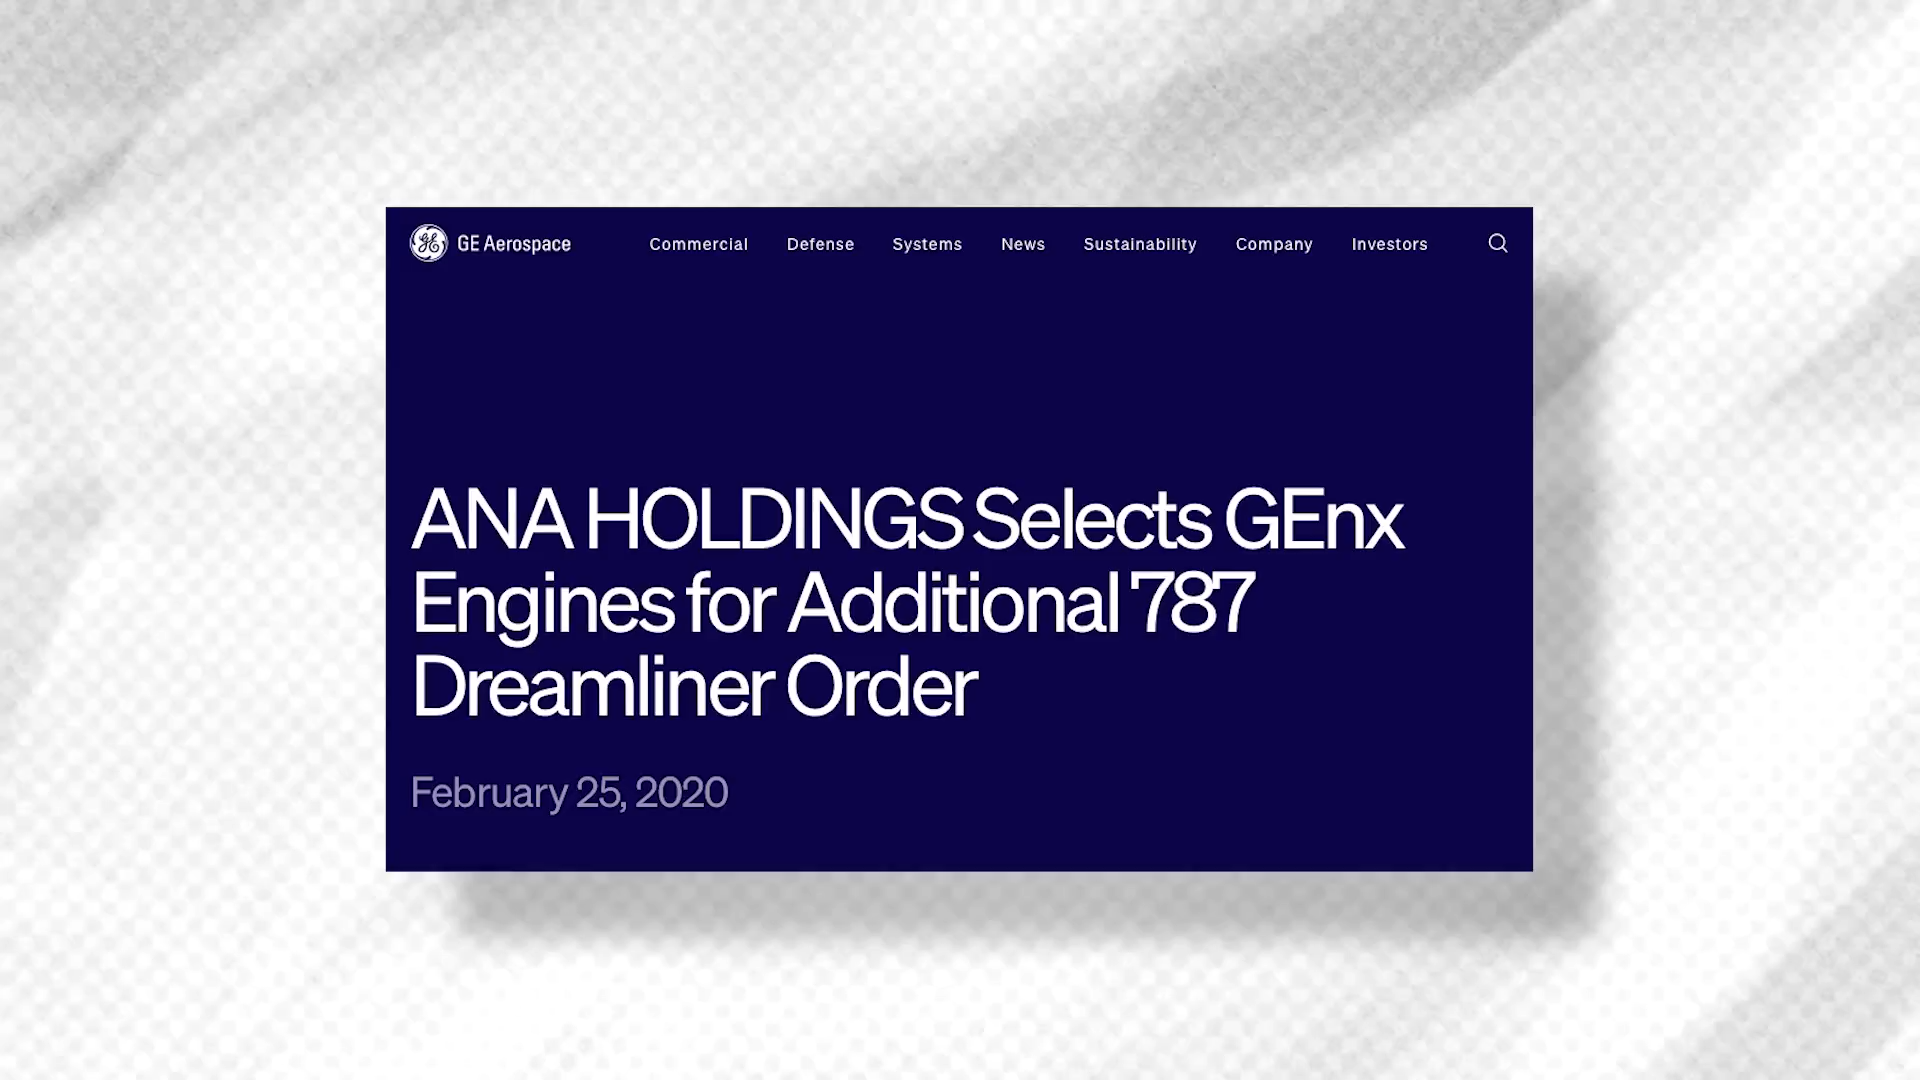 GE Aerospace Commercial Defense Systems News Sustainability Company Investors
ANA HOLDINGS Selects GEnx
Engines for Additional 787
Dreamliner Order
February 25, 2020